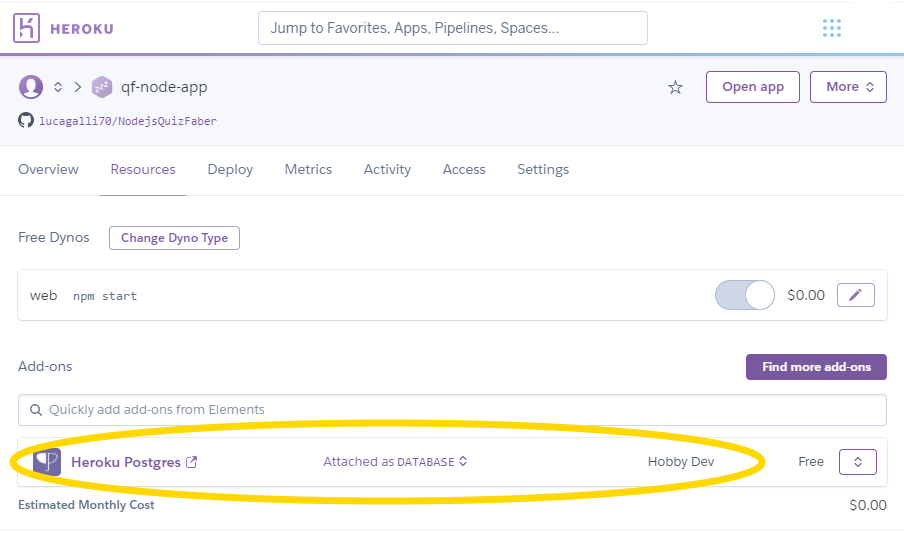 HEROKU
Jump to Favorites, Apps, Pipelines, Spaces...
zzz qf-node-app
Open app
More
lucagalli70/NodejsQuizFaber
Overview Resources Deploy Metrics Activity Access Settings
Free Dynos Change Dyno Type
web npm start $0.00
Add-ons Find more add-ons
Quickly add add-ons from Elements
Heroku Postgres Attached as DATABASE Hobby Dev Free
Estimated Monthly Cost $0.00